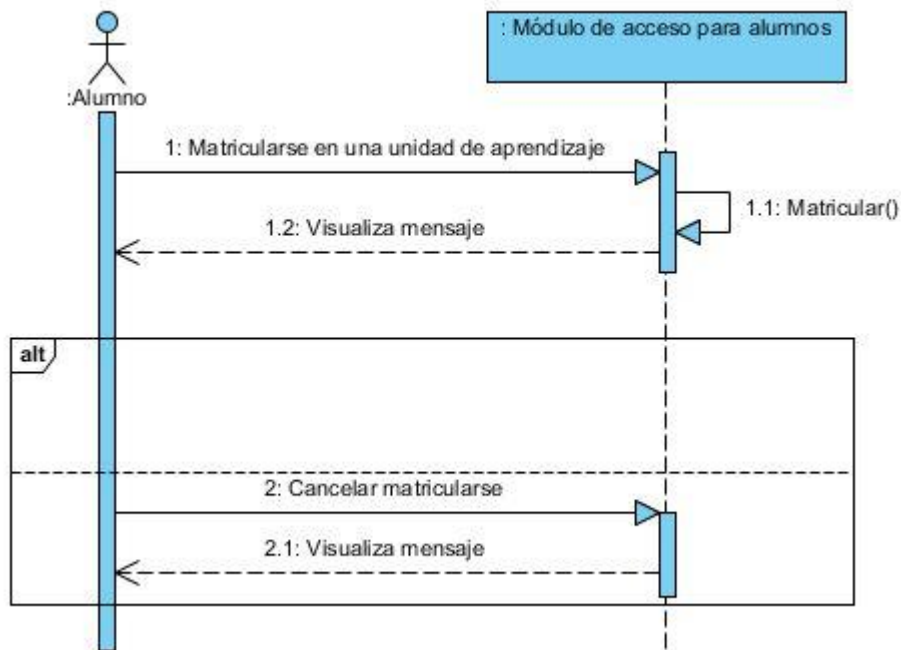 : Módulo de acceso para alumnos
:Alumno
1: Matricularse en una unidad de aprendizaje
1.1: Matricular()
1.2: Visualiza mensaje
alt
2: Cancelar matricularse
2.1: Visualiza mensaje